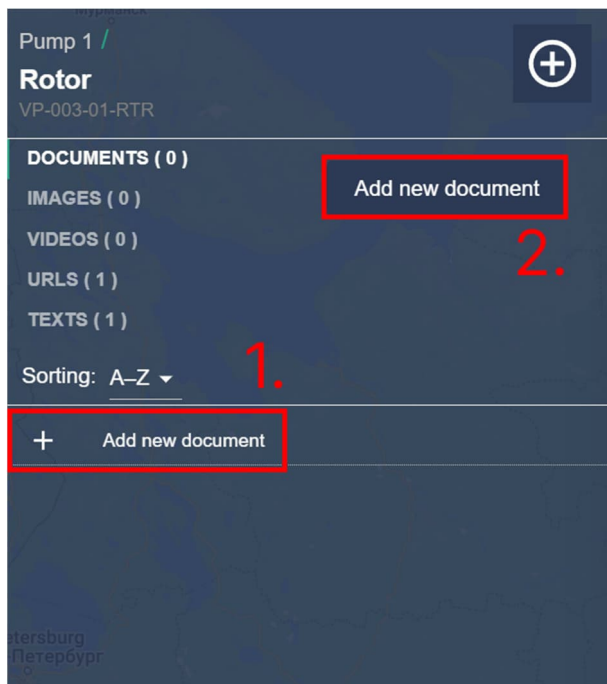 Мурманск
Pump 1 /
Rotor
VP-003-01-RTR
DOCUMENTS ( 0 )
Add new document
IMAGES ( 0 )
2.
VIDEOS ( 0 )
URLS ( 1 )
TEXTS ( 1 )
1.
Sorting: A–Z
+ Add new document
etersburg
-Петербург